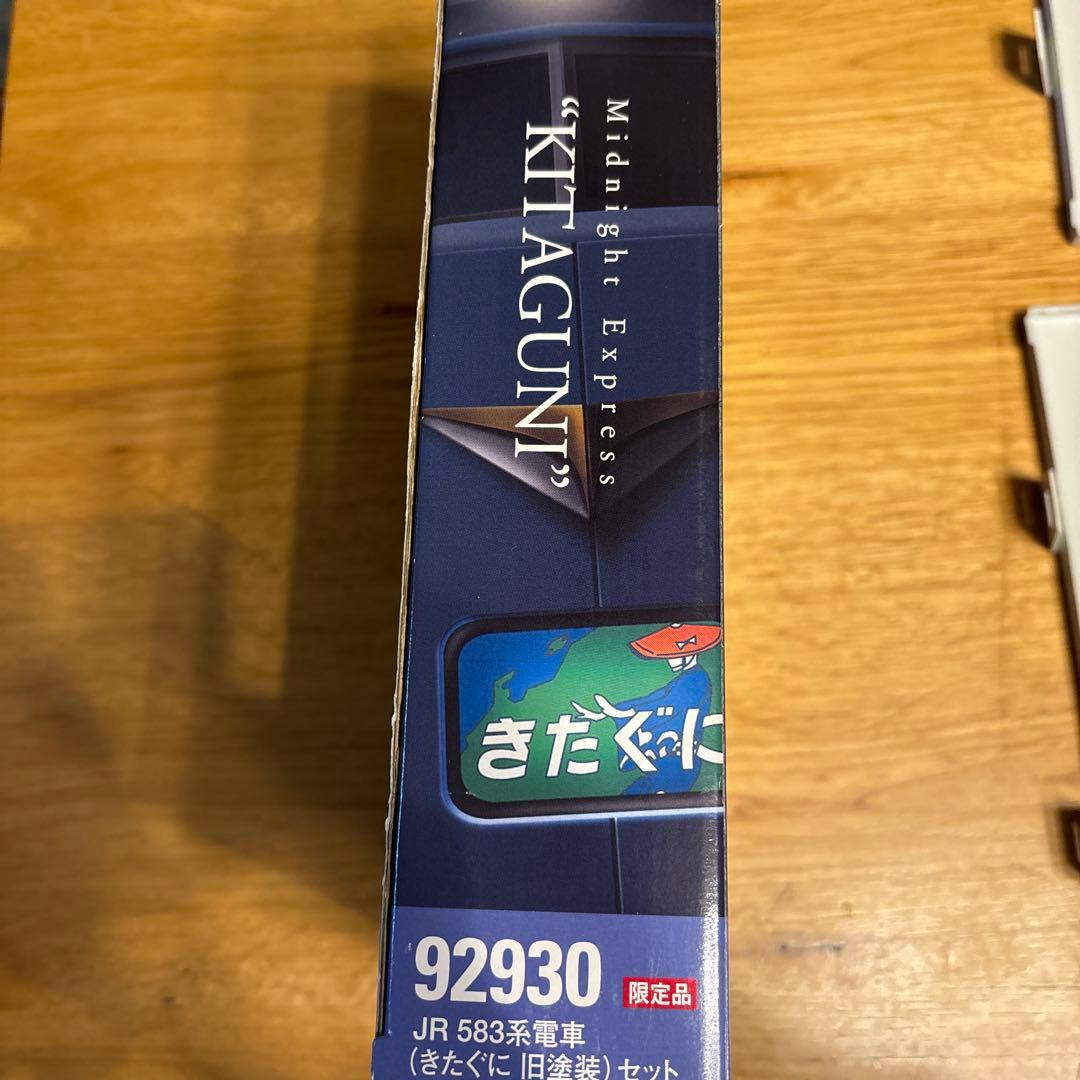 Midnight Express
“KITAGUNI”
きたぐに
92930
限定品
JR 583系電車
(きたぐに 旧塗装)セット